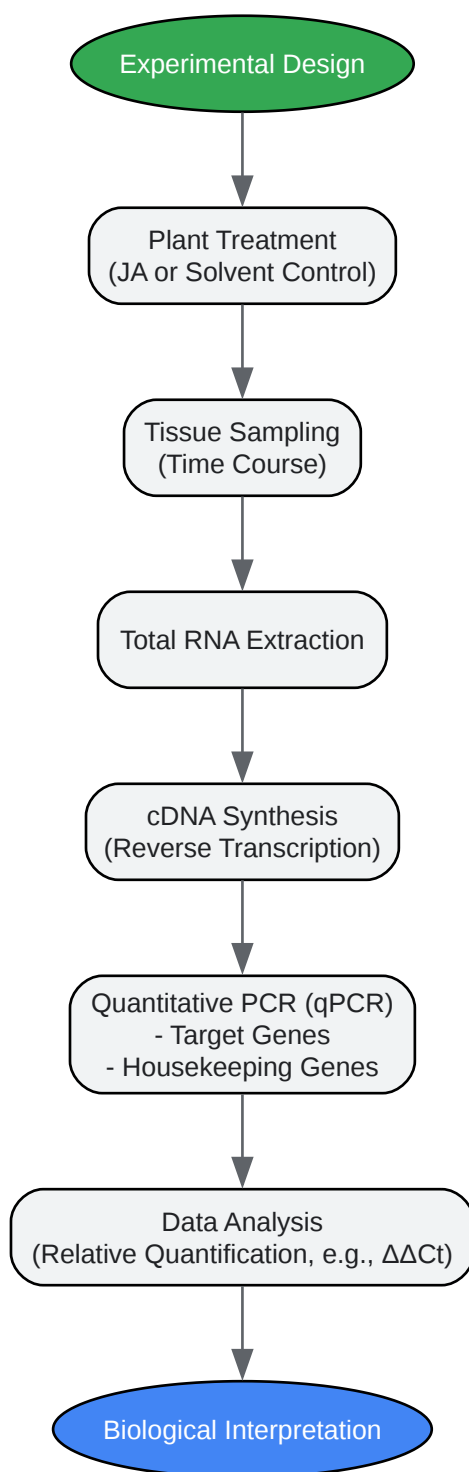 Experimental Design
Plant Treatment
(JA or Solvent Control)
Tissue Sampling
(Time Course)
Total RNA Extraction
cDNA Synthesis
(Reverse Transcription)
Quantitative PCR (qPCR)
- Target Genes
- Housekeeping Genes
Data Analysis
(Relative Quantification, e.g., ΔΔCt)
Biological Interpretation